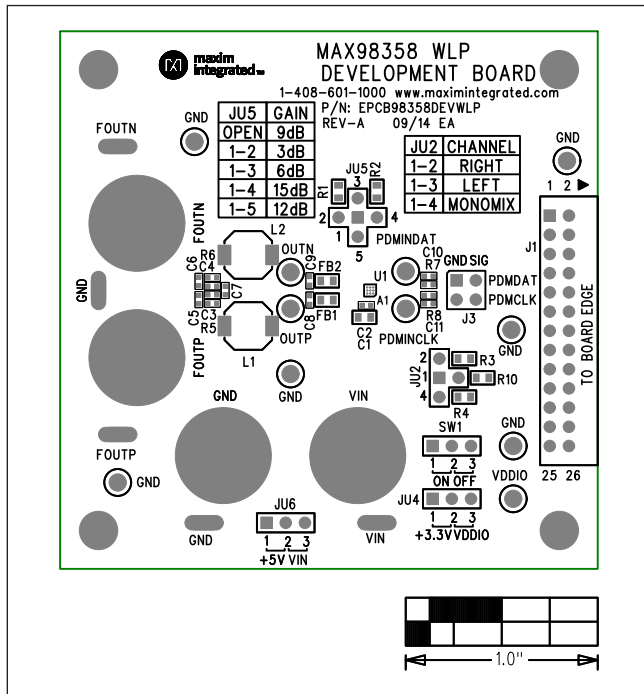 maxim
integrated™
MAX98358 WLP
DEVELOPMENT BOARD
1-408-601-1000 www.maximintegrated.com
P/N: EPCB98358DEVWLP
REV-A 09/14 EA
JU5 GAIN
OPEN 9dB
1-2 3dB
1-3 6dB
1-4 15dB
1-5 12dB
JU2 CHANNEL
1-2 RIGHT
1-3 LEFT
1-4 MONOMIX
GND
FOUTN
GND
1 2
J1
TO BOARD EDGE
25 26
R1
JU5
3
R2
2
4
1
5
PDMINDAT
L2
OUTN
FOUTN
R6
C6
C4
C7
C5
C3
R5
C9
FB2
FB1
C8
OUTP
L1
FOUTP
GND
U1
A1
C2
C1
C10
R7
R8
C11
PDMINCLK
GND SIG
PDMDAT
PDMCLK
J3
GND
GND
JU2
2
1
4
R3
R10
R4
GND
VIN
SW1
1 2 3
ON OFF
GND
VDDIO
JU4
1 2 3
+3.3V VDDIO
FOUTP
GND
GND
JU6
1 2 3
+5V VIN
VIN
1.0"